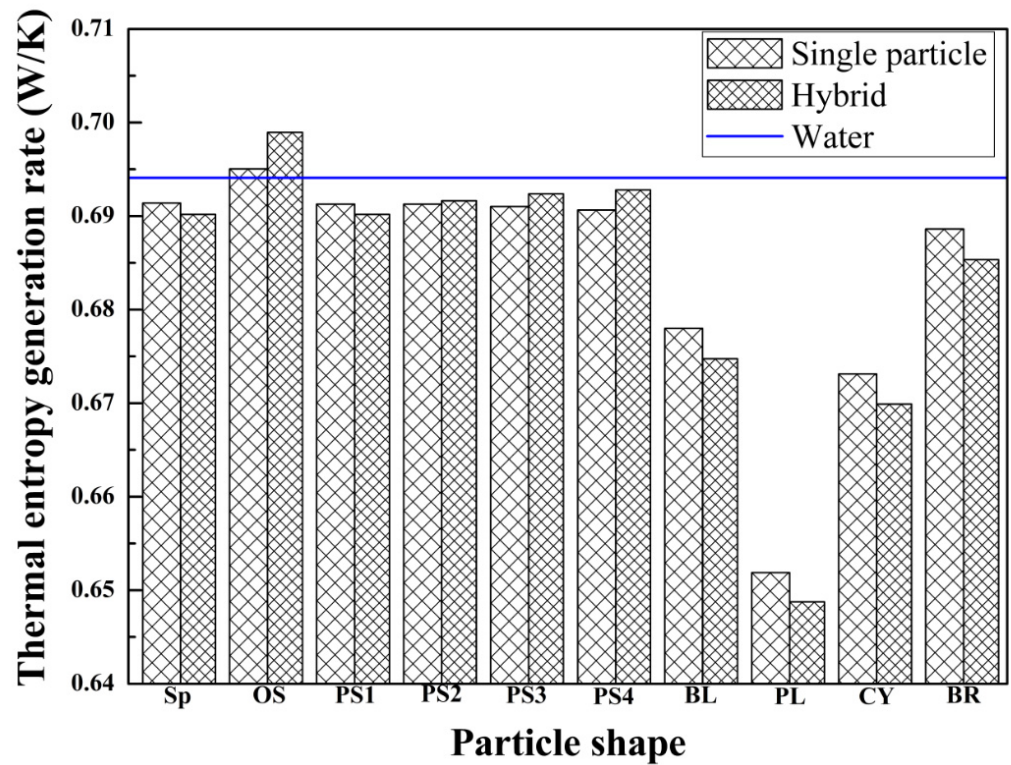 Thermal entropy generation rate (W/K)
0.71
0.70
0.69
0.68
0.67
0.66
0.65
0.64
Single particle
Hybrid
Water
Sp OS PS1 PS2 PS3 PS4 BL PL CY BR
Particle shape